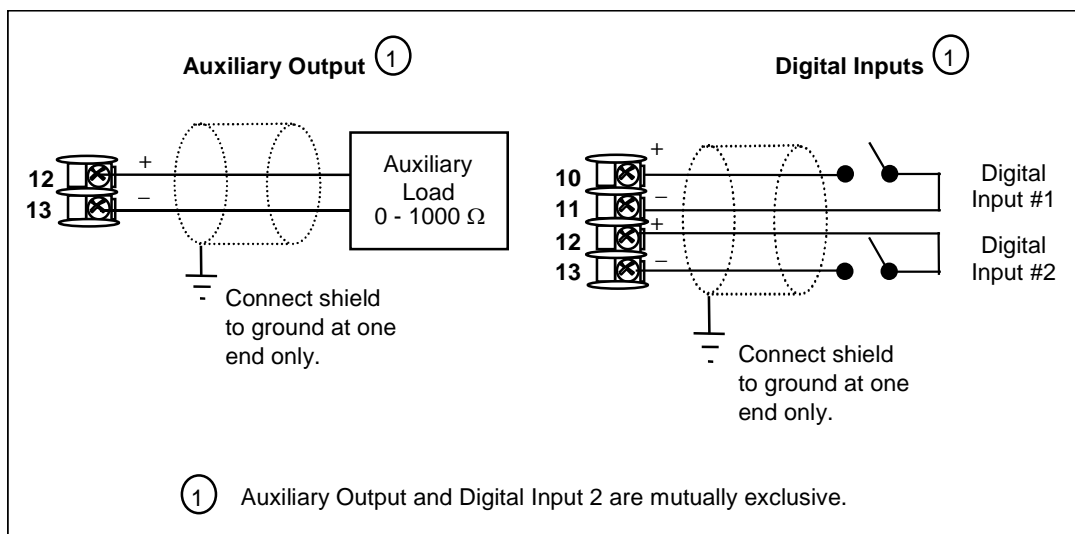 Auxiliary Output 1
12
13
+
−
Auxiliary
Load
0 - 1000 Ω
Connect shield
to ground at one
end only.
Digital Inputs 1
10
11
12
13
+
−
+
−
Digital
Input #1
Digital
Input #2
Connect shield
to ground at one
end only.
1 Auxiliary Output and Digital Input 2 are mutually exclusive.